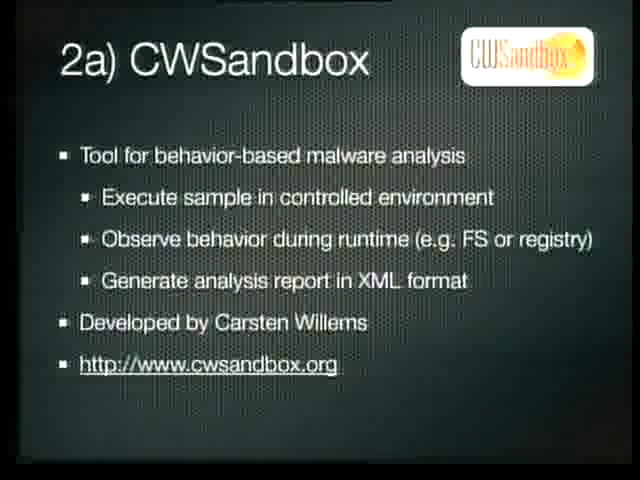 2a) CWSandbox
CWSandbox
Tool for behavior-based malware analysis
Execute sample in controlled environment
Observe behavior during runtime (e.g. FS or registry)
Generate analysis report in XML format
Developed by Carsten Willems
http://www.cwsandbox.org